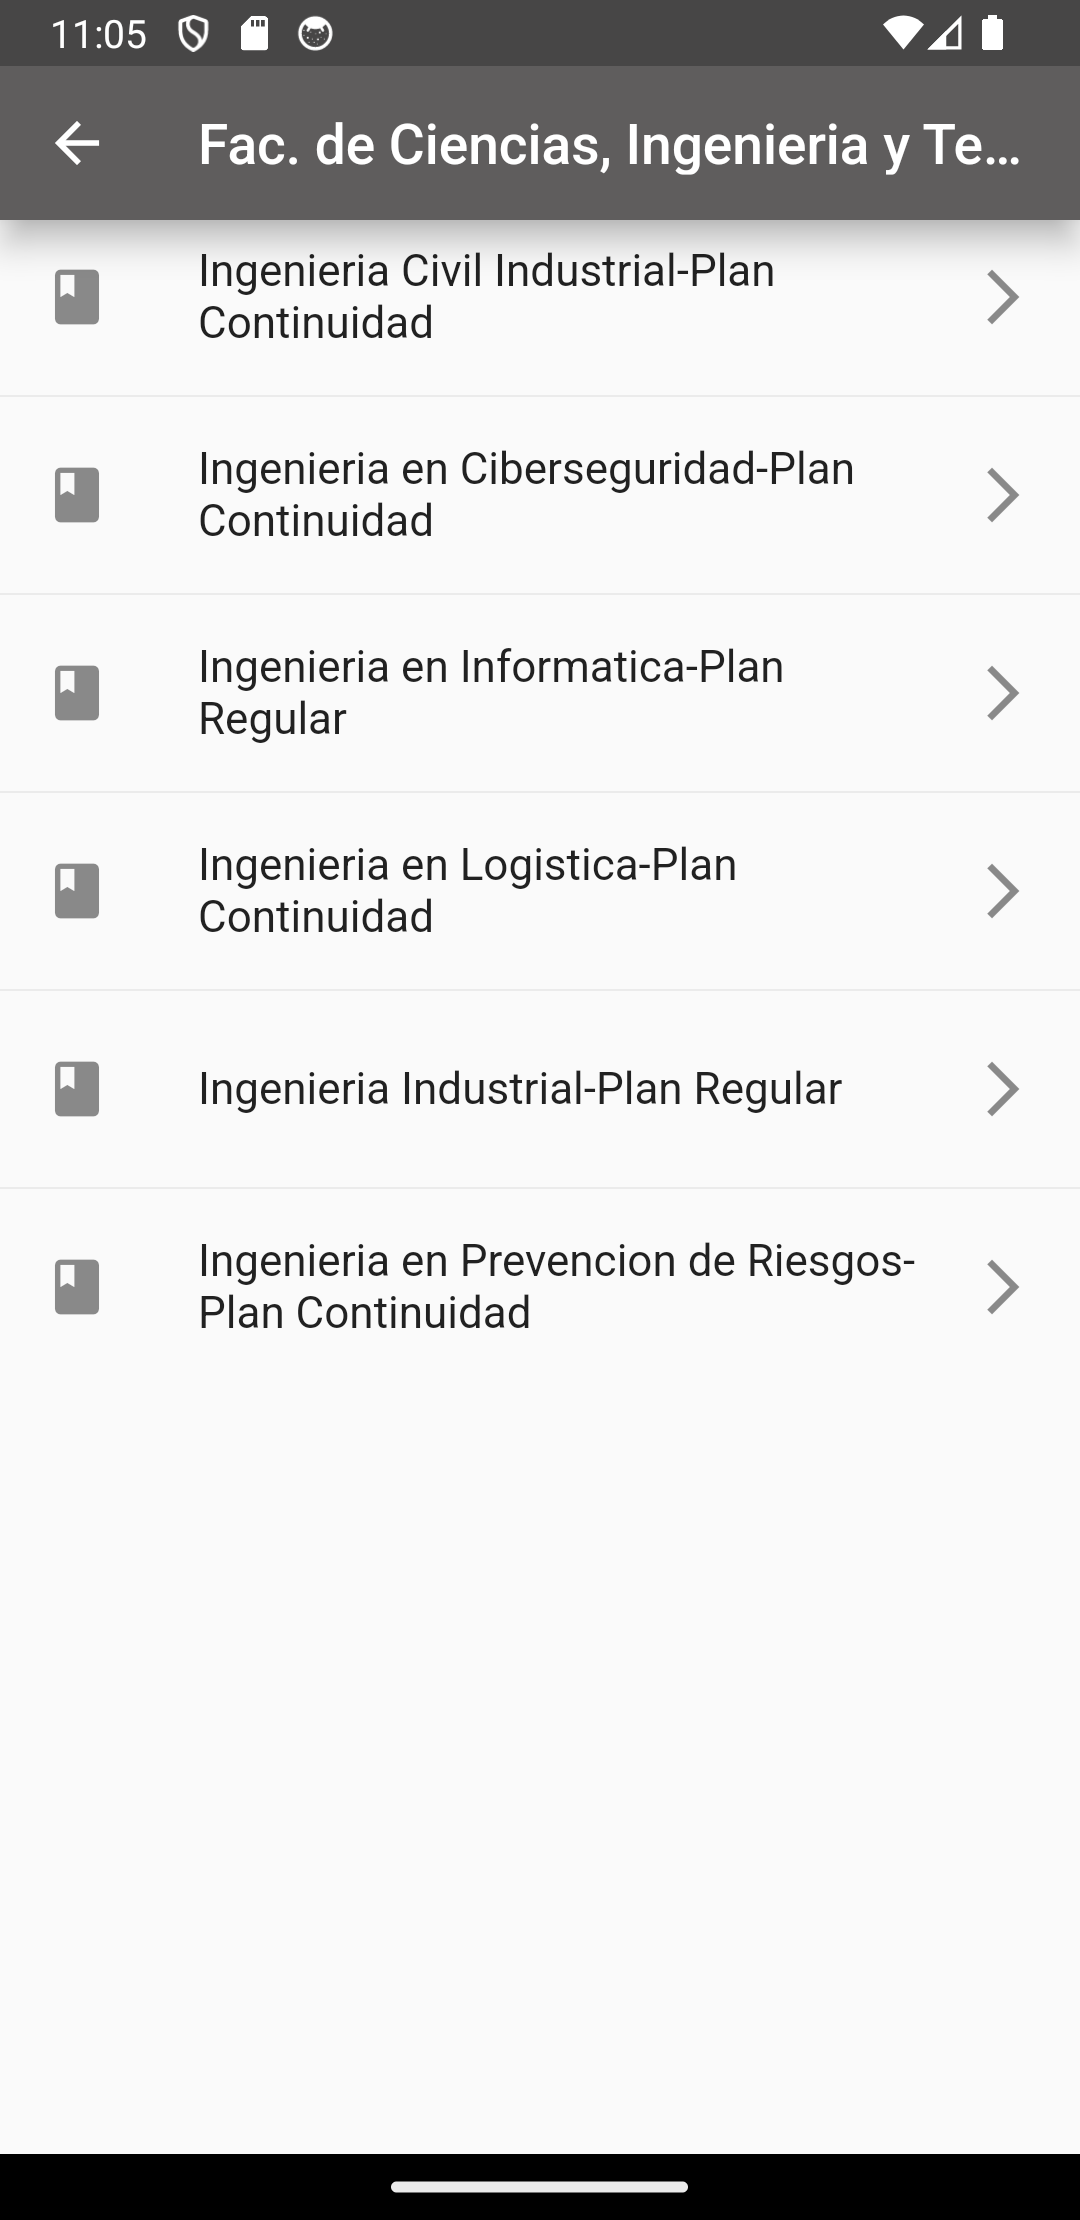 11:05
Fac. de Ciencias, Ingenieria y Te...
Ingenieria Civil Industrial-Plan
Continuidad
Ingenieria en Ciberseguridad-Plan
Continuidad
Ingenieria en Informatica-Plan
Regular
Ingenieria en Logistica-Plan
Continuidad
Ingenieria Industrial-Plan Regular
Ingenieria en Prevencion de Riesgos-
Plan Continuidad